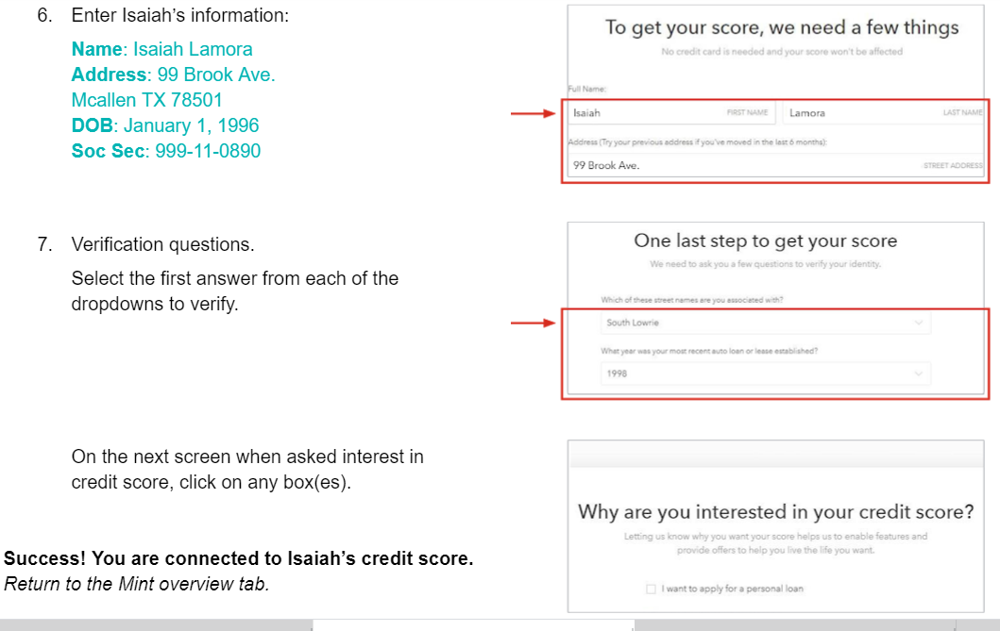 6. Enter Isaiah’s information:
Name: Isaiah Lamora
Address: 99 Brook Ave.
Mcallen TX 78501
DOB: January 1, 1996
Soc Sec: 999-11-0890
To get your score, we need a few things
No credit card is needed and your score won't be affected
Full Name:
Isaiah FIRST NAME Lamora LAST NAME
Address (Try your previous address if you've moved in the last 6 months):
99 Brook Ave. STREET ADDRESS
7. Verification questions.
Select the first answer from each of the
dropdowns to verify.
One last step to get your score
We need to ask you a few questions to verify your identity.
Which of these street names are you associated with?
South Lowrie
What year was your most recent auto loan or lease established?
1998
On the next screen when asked interest in
credit score, click on any box(es).
Why are you interested in your credit score?
Letting us know why you want your score helps us to enable features and
provide offers to help you live the life you want.
I want to apply for a personal loan
Success! You are connected to Isaiah’s credit score.
Return to the Mint overview tab.